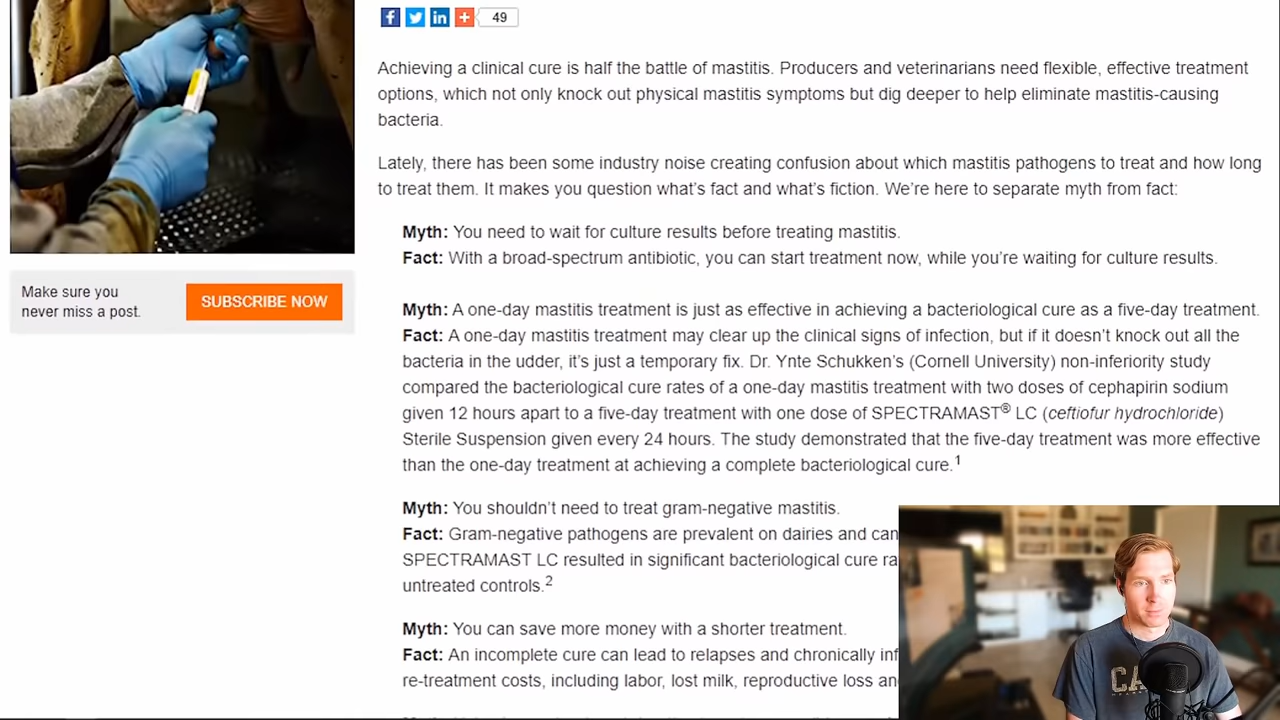 49
Achieving a clinical cure is half the battle of mastitis. Producers and veterinarians need flexible, effective treatment
options, which not only knock out physical mastitis symptoms but dig deeper to help eliminate mastitis-causing
bacteria.
Lately, there has been some industry noise creating confusion about which mastitis pathogens to treat and how long
to treat them. It makes you question what’s fact and what’s fiction. We’re here to separate myth from fact:
Myth: You need to wait for culture results before treating mastitis.
Fact: With a broad-spectrum antibiotic, you can start treatment now, while you’re waiting for culture results.
Make sure you
never miss a post.
SUBSCRIBE NOW
Myth: A one-day mastitis treatment is just as effective in achieving a bacteriological cure as a five-day treatment.
Fact: A one-day mastitis treatment may clear up the clinical signs of infection, but if it doesn’t knock out all the
bacteria in the udder, it’s just a temporary fix. Dr. Ynte Schukken’s (Cornell University) non-inferiority study
compared the bacteriological cure rates of a one-day mastitis treatment with two doses of cephapirin sodium
given 12 hours apart to a five-day treatment with one dose of SPECTRAMAST® LC (ceftiofur hydrochloride)
Sterile Suspension given every 24 hours. The study demonstrated that the five-day treatment was more effective
than the one-day treatment at achieving a complete bacteriological cure.1
Myth: You shouldn’t need to treat gram-negative mastitis.
Fact: Gram-negative pathogens are prevalent on dairies and can
SPECTRAMAST LC resulted in significant bacteriological cure ra
untreated controls.2
Myth: You can save more money with a shorter treatment.
Fact: An incomplete cure can lead to relapses and chronically inf
re-treatment costs, including labor, lost milk, reproductive loss an
CA